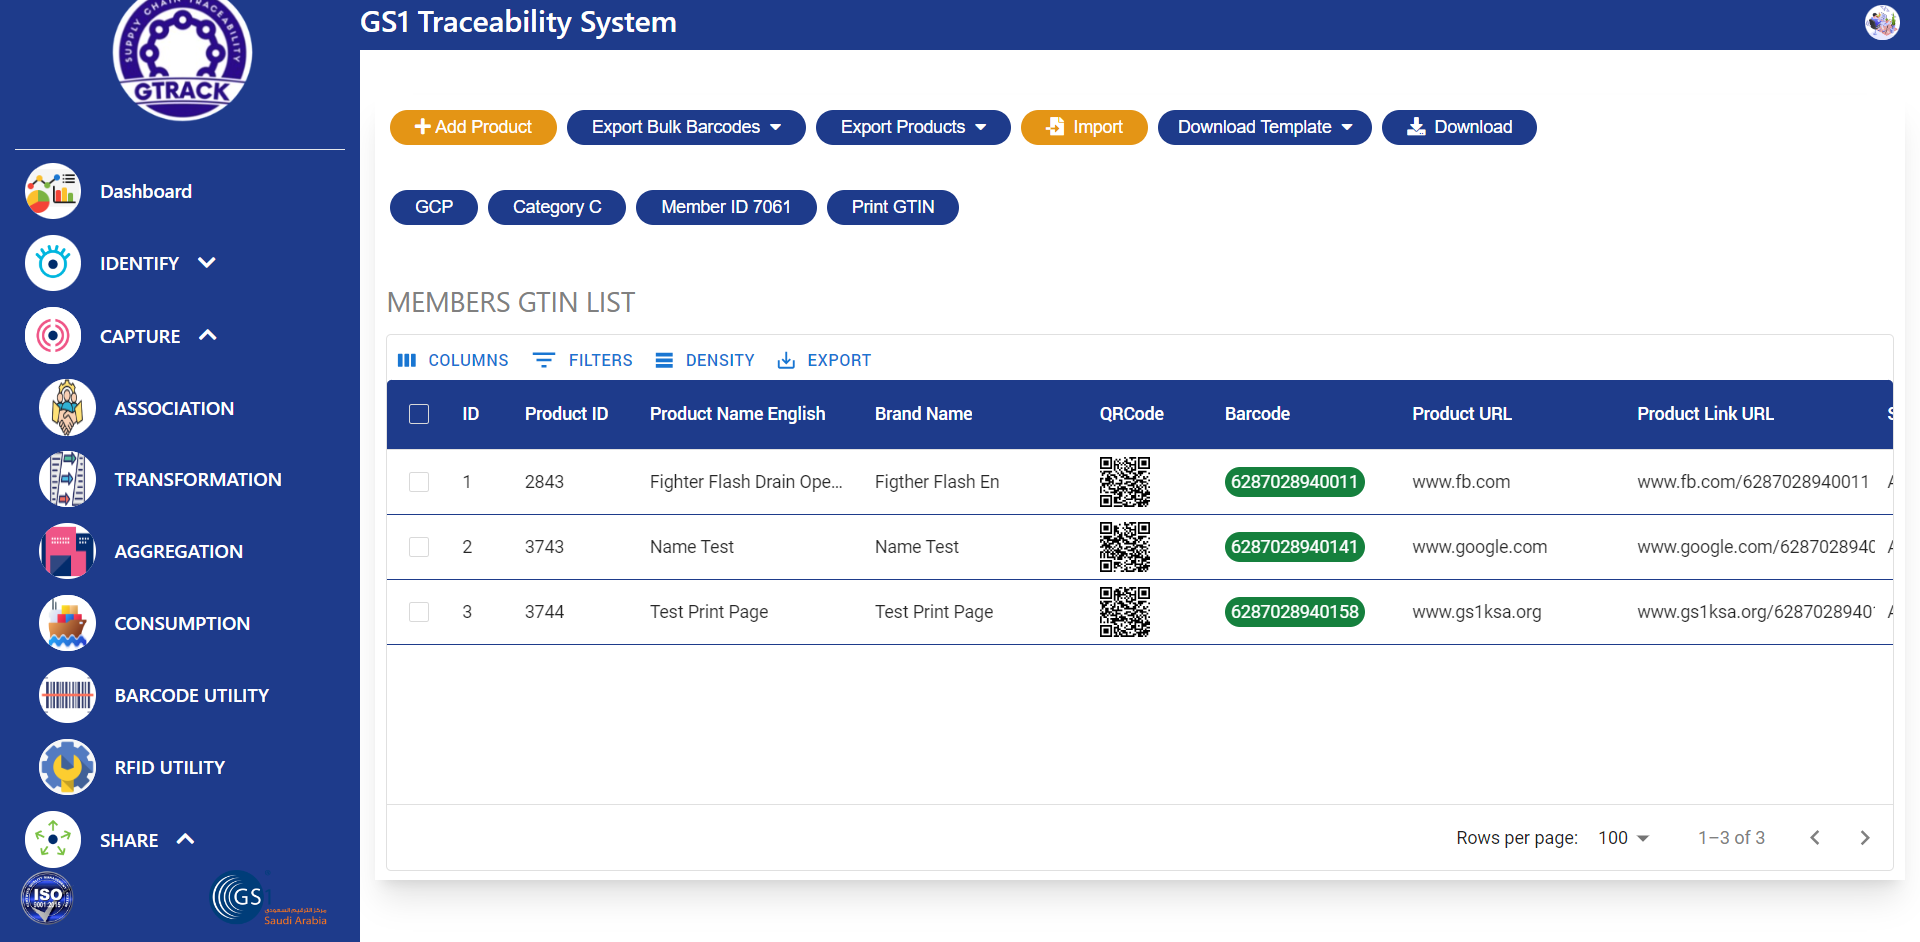 SUPPLY CHAIN TRACEABILITY
GTRACK
GS1 Traceability System
Add Product
Export Bulk Barcodes
Export Products
Import
Download Template
Download
GCP
Category C
Member ID 7061
Print GTIN
Dashboard
IDENTIFY
CAPTURE
ASSOCIATION
TRANSFORMATION
AGGREGATION
CONSUMPTION
BARCODE UTILITY
RFID UTILITY
SHARE
ISO
9001:2015
GS1
مركز الترقيم السعودي
Saudi Arabia
MEMBERS GTIN LIST
COLUMNS FILTERS DENSITY EXPORT
ID Product ID Product Name English Brand Name QRCode Barcode Product URL Product Link URL
1 2843 Fighter Flash Drain Ope... Figther Flash En 6287028940011 www.fb.com www.fb.com/6287028940011
2 3743 Name Test Name Test 6287028940141 www.google.com www.google.com/628702894
3 3744 Test Print Page Test Print Page 6287028940158 www.gs1ksa.org www.gs1ksa.org/62870289401
Rows per page: 100 1–3 of 3